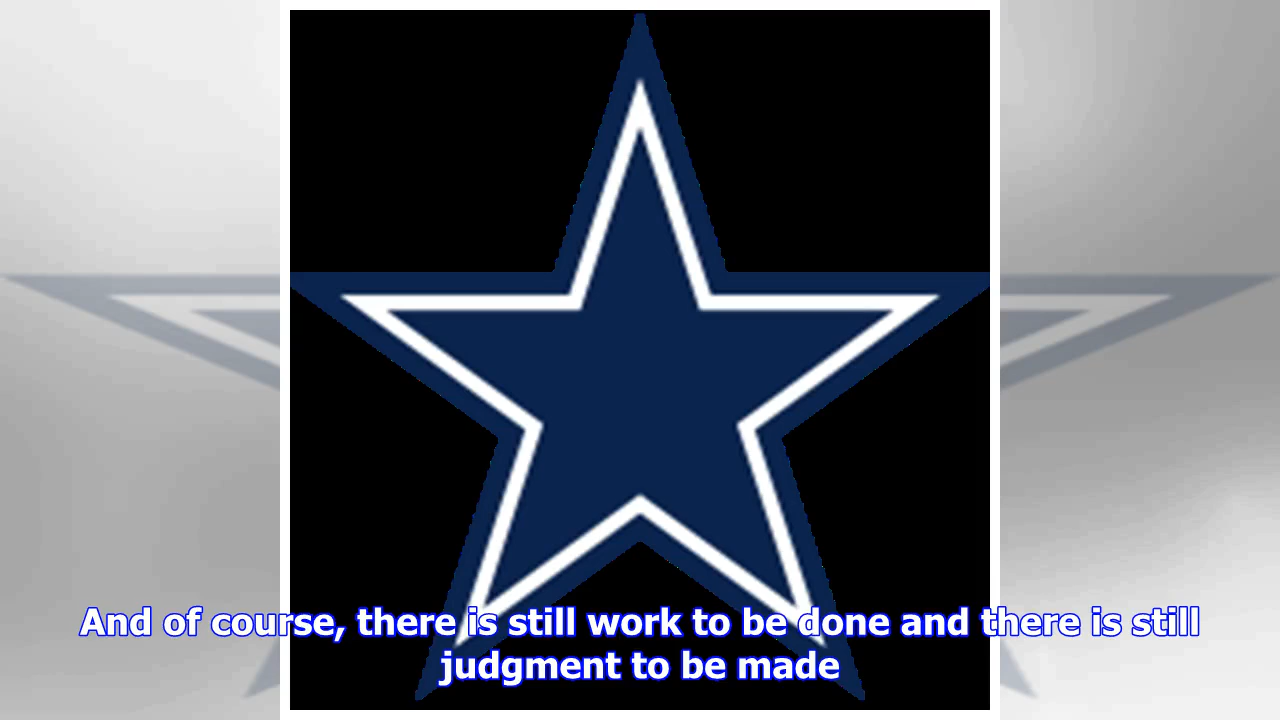 And of course, there is still work to be done and there is still
judgment to be made